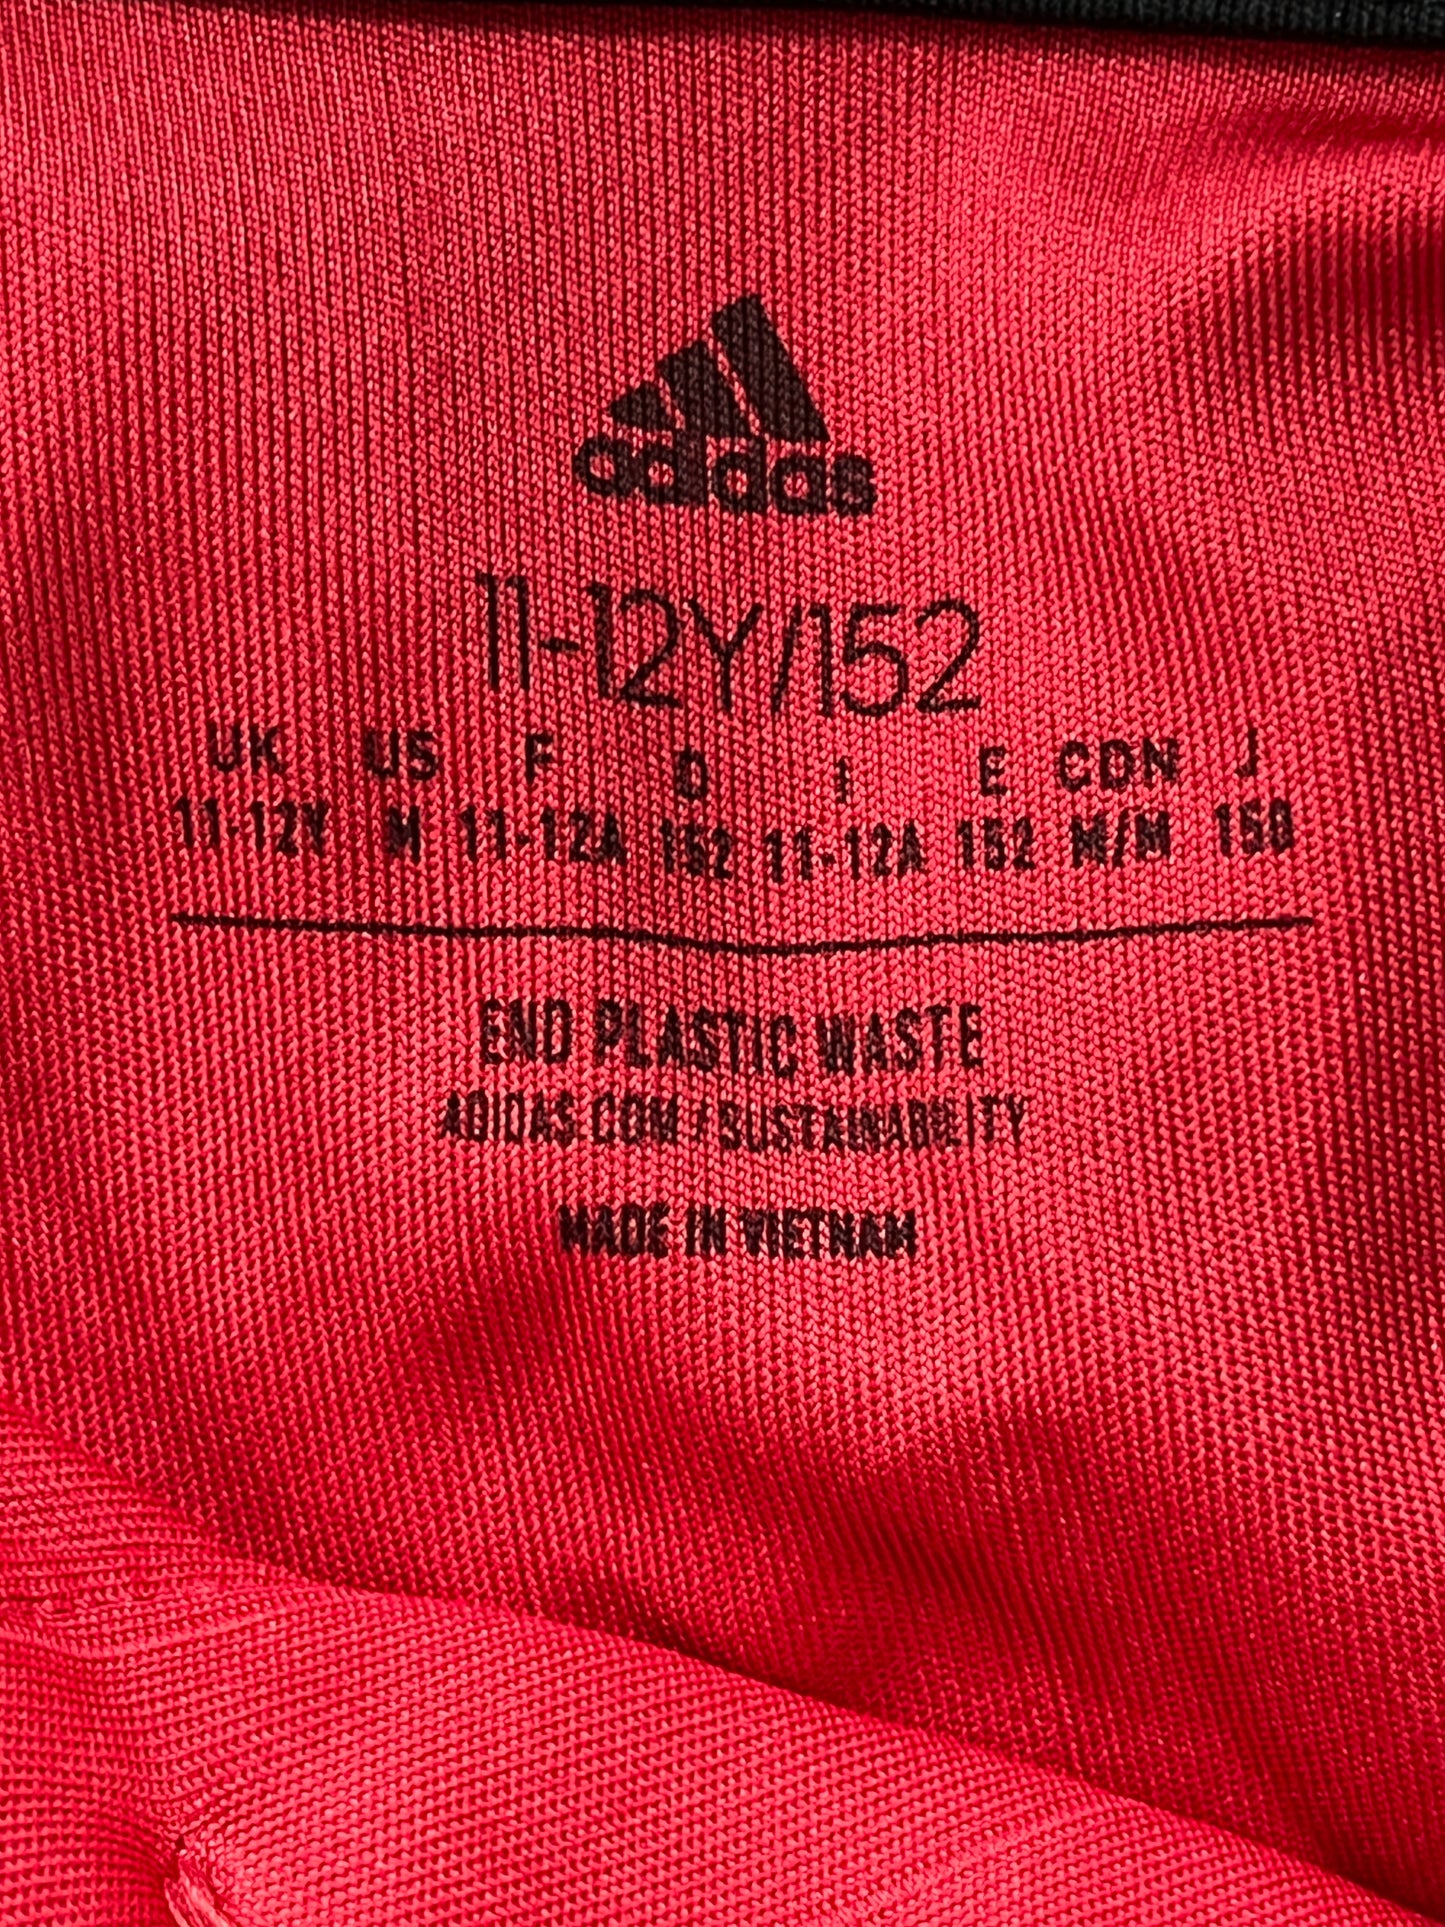 adidas
11-12Y/152
UK US F D I E CDN J
11-12Y M 11-12A 152 11-12A 152 M/M 150
END PLASTIC WASTE
ADIDAS.COM/SUSTAINABILITY
MADE IN VIETNAM